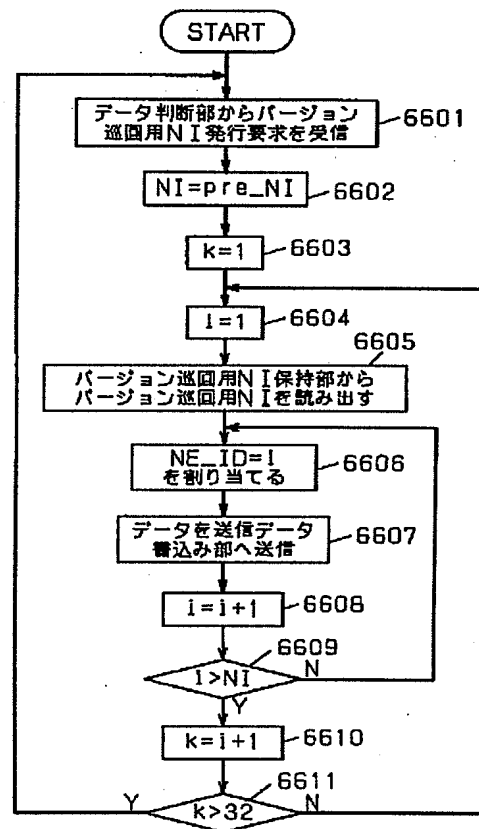 START
データ判断部からバージョン
巡回用NI発行要求を受信
6601
NI=pre_NI
6602
k=1
6603
i=1
6604
6605
バージョン巡回用NI保持部から
バージョン巡回用NIを読み出す
NE_ID=i
を割り当てる
6606
データを送信データ
書込み部へ送信
6607
i=i+1
6608
6609
i>NI
N
Y
k=i+1
6610
6611
Y
k>32
N